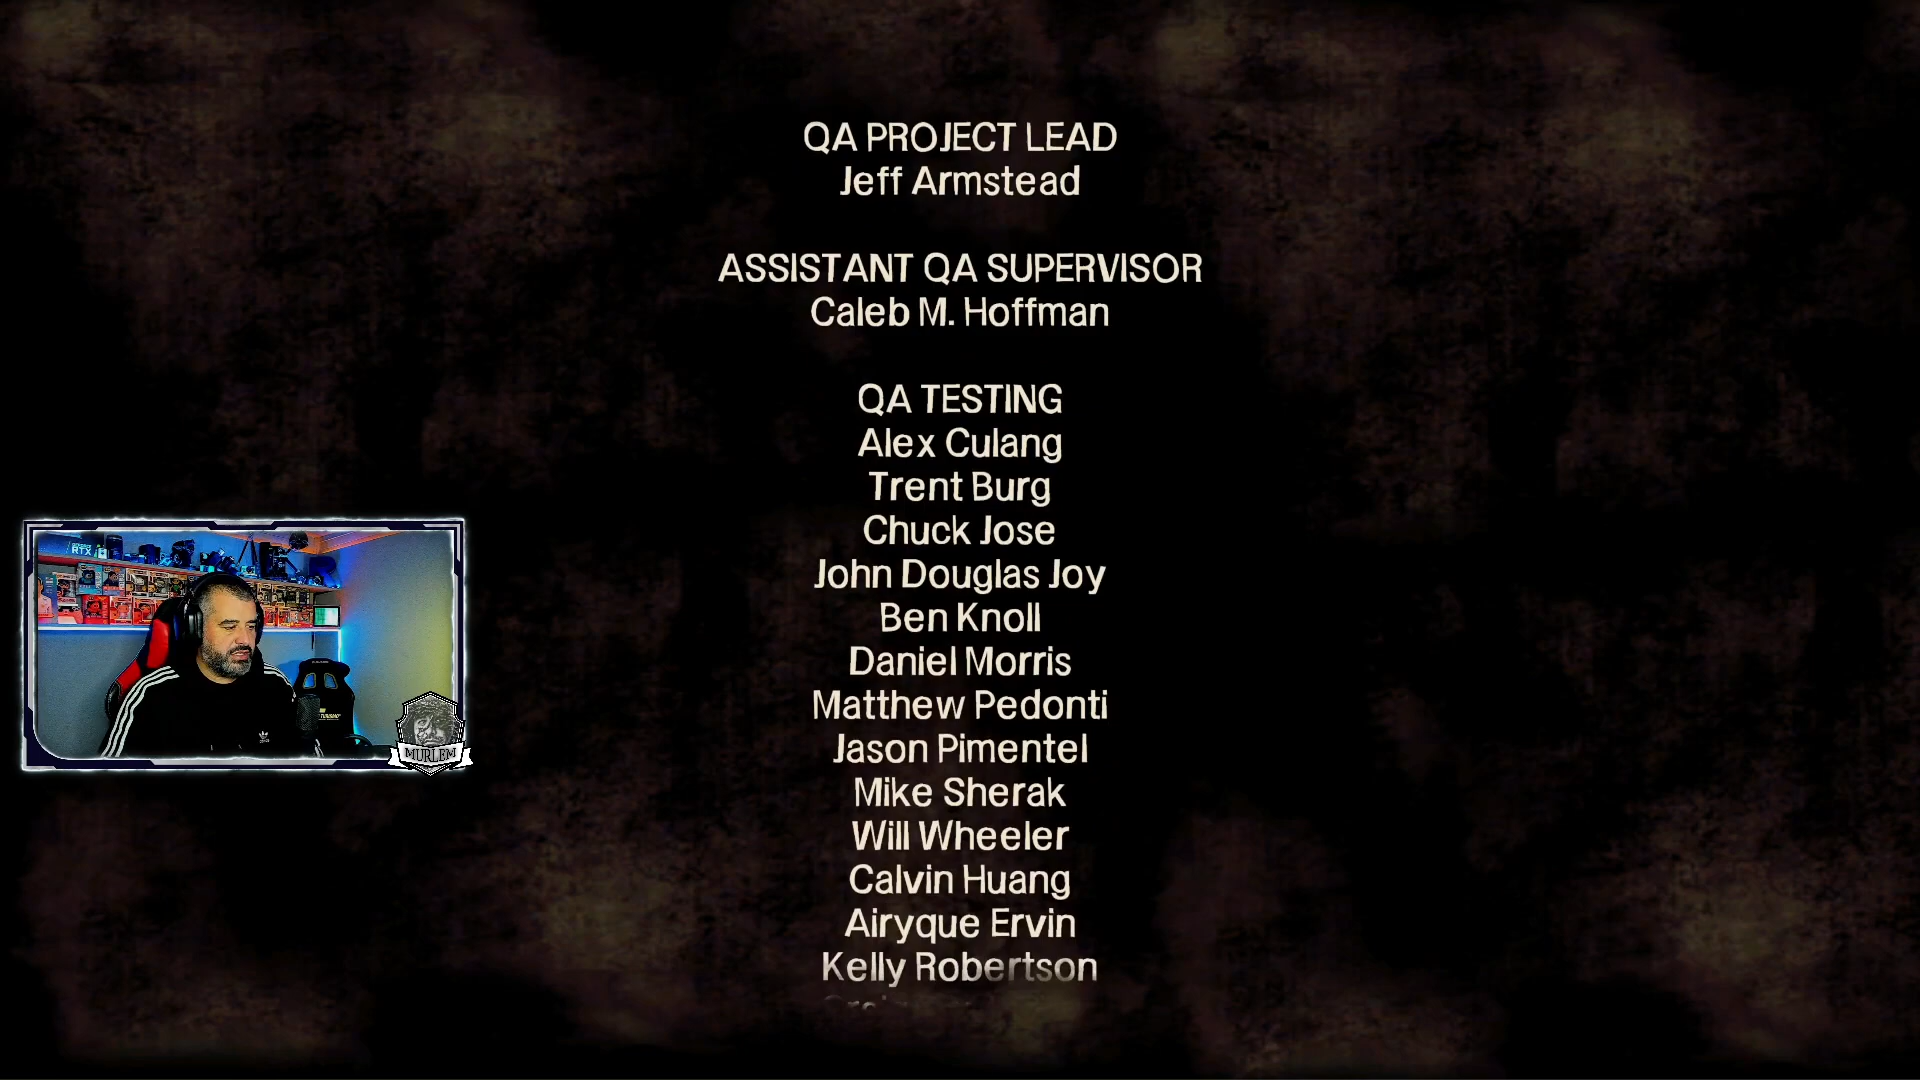 QA PROJECT LEAD
Jeff Armstead
ASSISTANT QA SUPERVISOR
Caleb M. Hoffman
QA TESTING
Alex Culang
Trent Burg
Chuck Jose
John Douglas Joy
Ben Knoll
Daniel Morris
Matthew Pedonti
Jason Pimentel
Mike Sherak
Will Wheeler
Calvin Huang
Airyque Ervin
Kelly Robertson
RTX
MURLEM